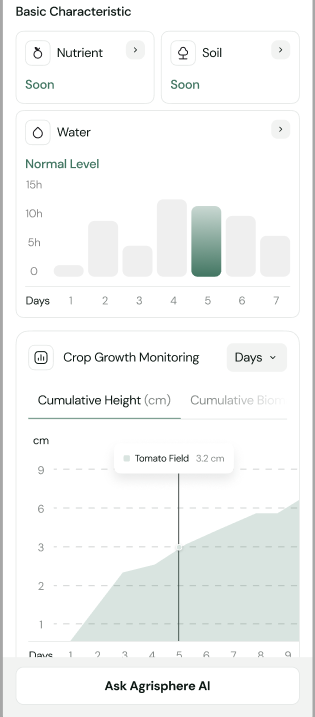 Basic Characteristic
Nutrient
Soil
Soon
Soon
Water
Normal Level
15h
10h
5h
0
Days 1 2 3 4 5 6 7
Crop Growth Monitoring
Days
Cumulative Height (cm)
Cumulative Biom
cm
Tomato Field 3.2 cm
9
6
3
2
1
Days 1 2 3 4 5 6 7 8 9
Ask Agrisphere AI